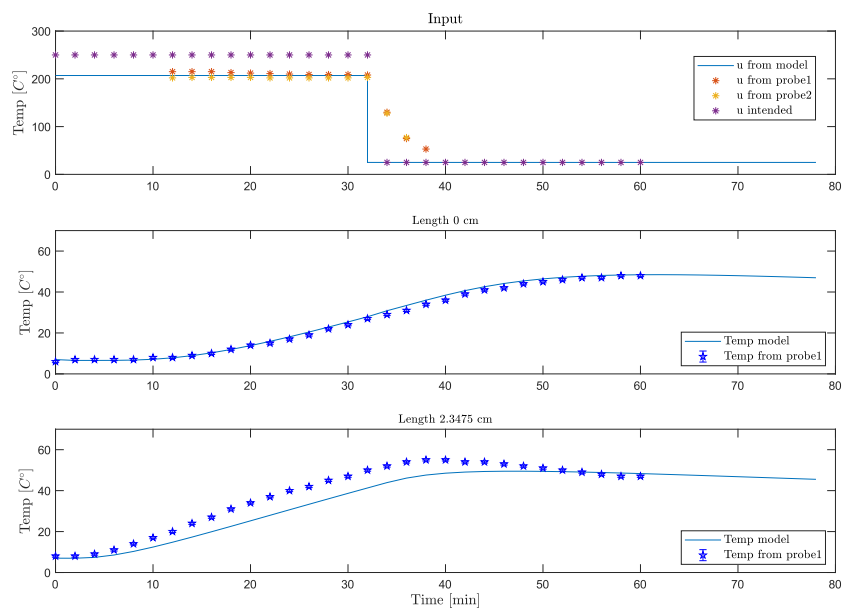 Input
300
200
100
0
Temp [C°]
u from model
u from probe1
u from probe2
u intended
0 10 20 30 40 50 60 70 80
Length 0 cm
60
40
20
0
Temp [C°]
Temp model
Temp from probe1
0 10 20 30 40 50 60 70 80
Length 2.3475 cm
60
40
20
0
Temp [C°]
Temp model
Temp from probe1
0 10 20 30 40 50 60 70 80
Time [min]